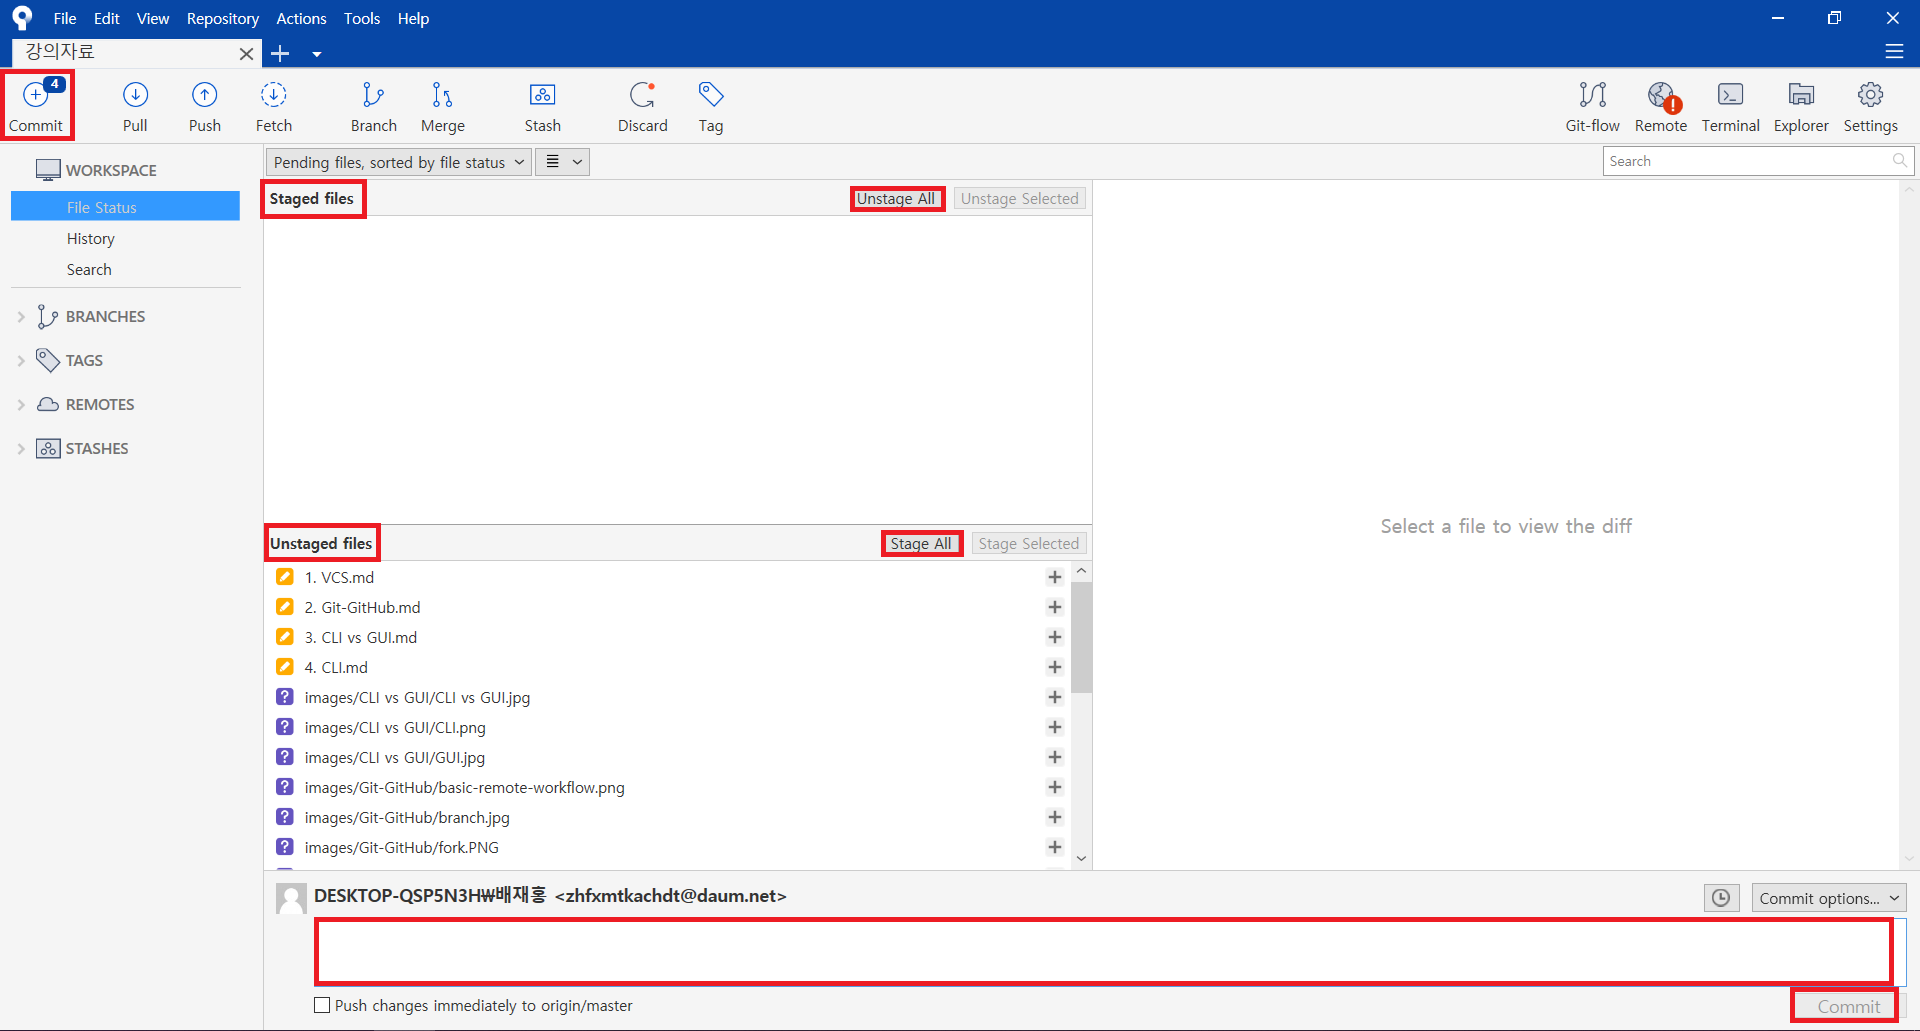 File Edit View Repository Actions Tools Help
강의자료
4
Commit Pull Push Fetch Branch Merge Stash Discard Tag Git-flow Remote Terminal Explorer Settings
WORKSPACE
File Status
History
Search
BRANCHES
TAGS
REMOTES
STASHES
Pending files, sorted by file status
Search
Staged files Unstage All Unstage Selected
Select a file to view the diff
Unstaged files Stage All Stage Selected
1. VCS.md
2. Git-GitHub.md
3. CLI vs GUI.md
4. CLI.md
images/CLI vs GUI/CLI vs GUI.jpg
images/CLI vs GUI/CLI.png
images/CLI vs GUI/GUI.jpg
images/Git-GitHub/basic-remote-workflow.png
images/Git-GitHub/branch.jpg
images/Git-GitHub/fork.PNG
DESKTOP-QSP5N3H₩배재홍 <zhfxmtkachdt@daum.net>
Commit options...
Push changes immediately to origin/master
Commit